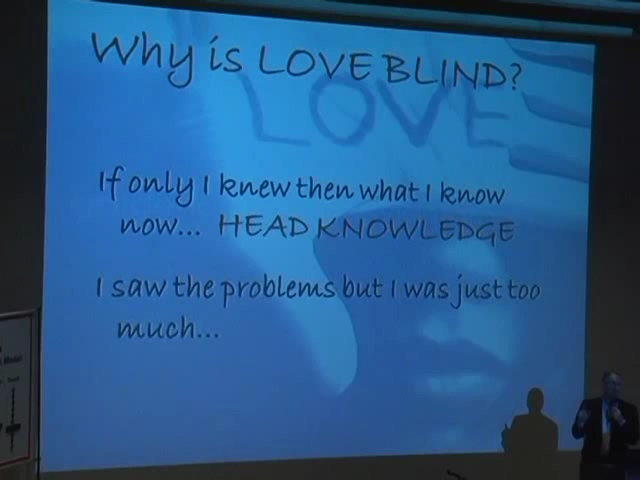 Why is LOVE BLIND?
LOVE
If only I knew then what I know
now... HEAD KNOWLEDGE
I saw the problems but I was just too
much...